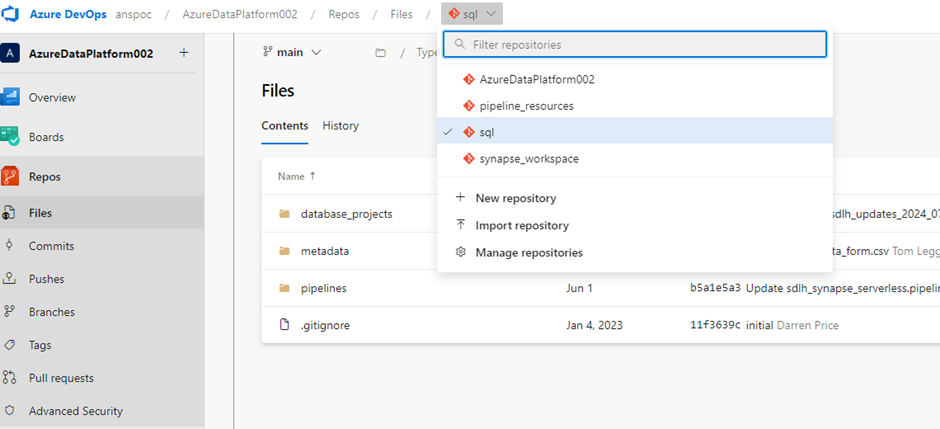 Azure DevOps anspoc / AzureDataPlatform002 / Repos / Files / sql
A AzureDataPlatform002 +
Overview
Boards
Repos
Files
Commits
Pushes
Branches
Tags
Pull requests
Advanced Security
main / Type
Files
Contents History
Name ↑
database_projects sdlh_updates_2024_07
metadata ta_form.csv Tom Legg
pipelines Jun 1 b5a1e5a3 Update sdlh_synapse_serverless.pipelin
.gitignore Jan 4, 2023 11f3639c initial Darren Price
Filter repositories
AzureDataPlatform002
pipeline_resources
sql
synapse_workspace
+ New repository
Import repository
Manage repositories